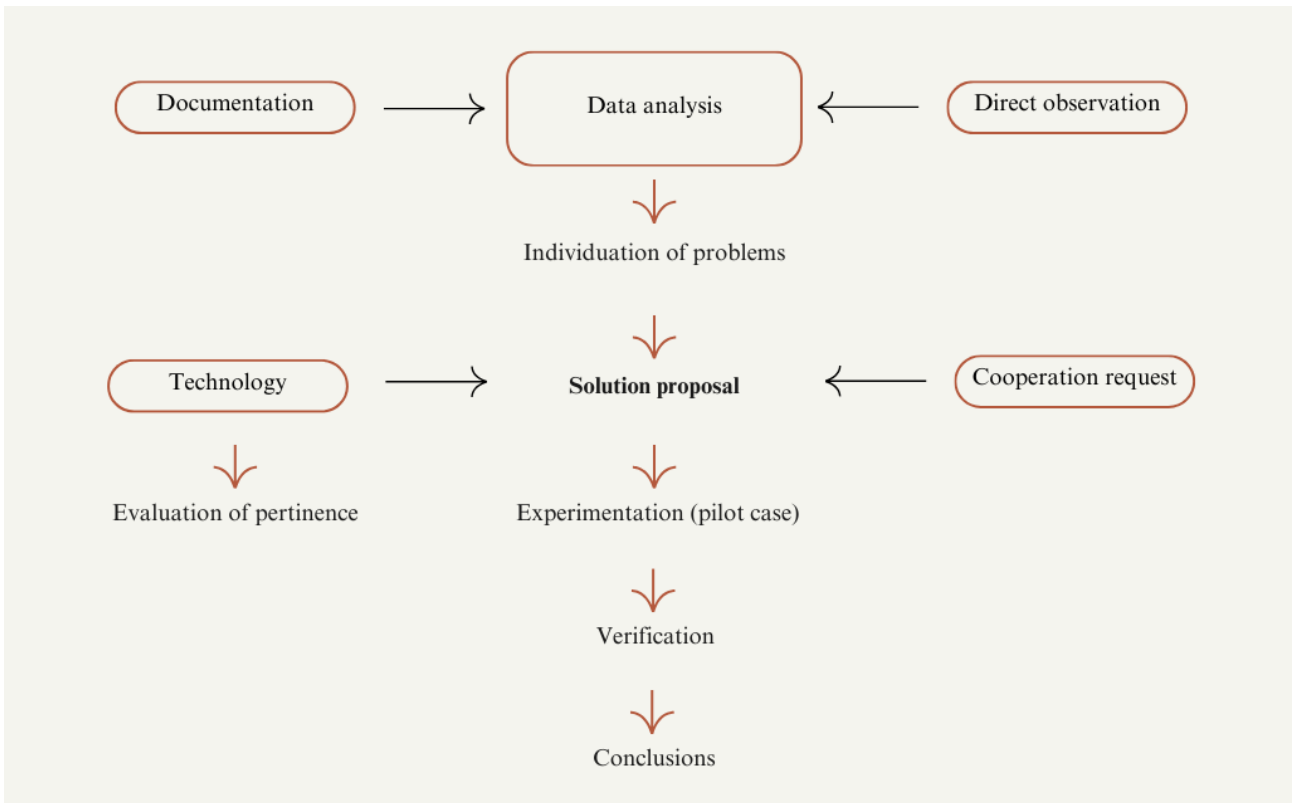 Documentation
Data analysis
Direct observation
Individuation of problems
Technology
Solution proposal
Cooperation request
Evaluation of pertinence
Experimentation (pilot case)
Verification
Conclusions